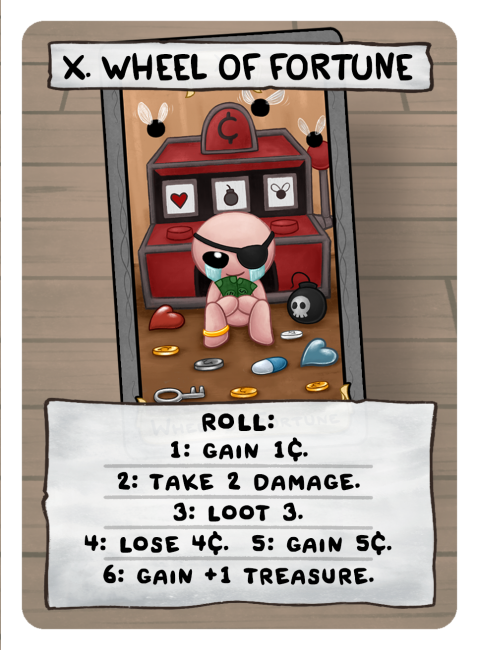 X. WHEEL OF FORTUNE
¢
ROLL:
1: GAIN 1¢.
2: TAKE 2 DAMAGE.
3: LOOT 3.
4: LOSE 4¢. 5: GAIN 5¢.
6: GAIN +1 TREASURE.